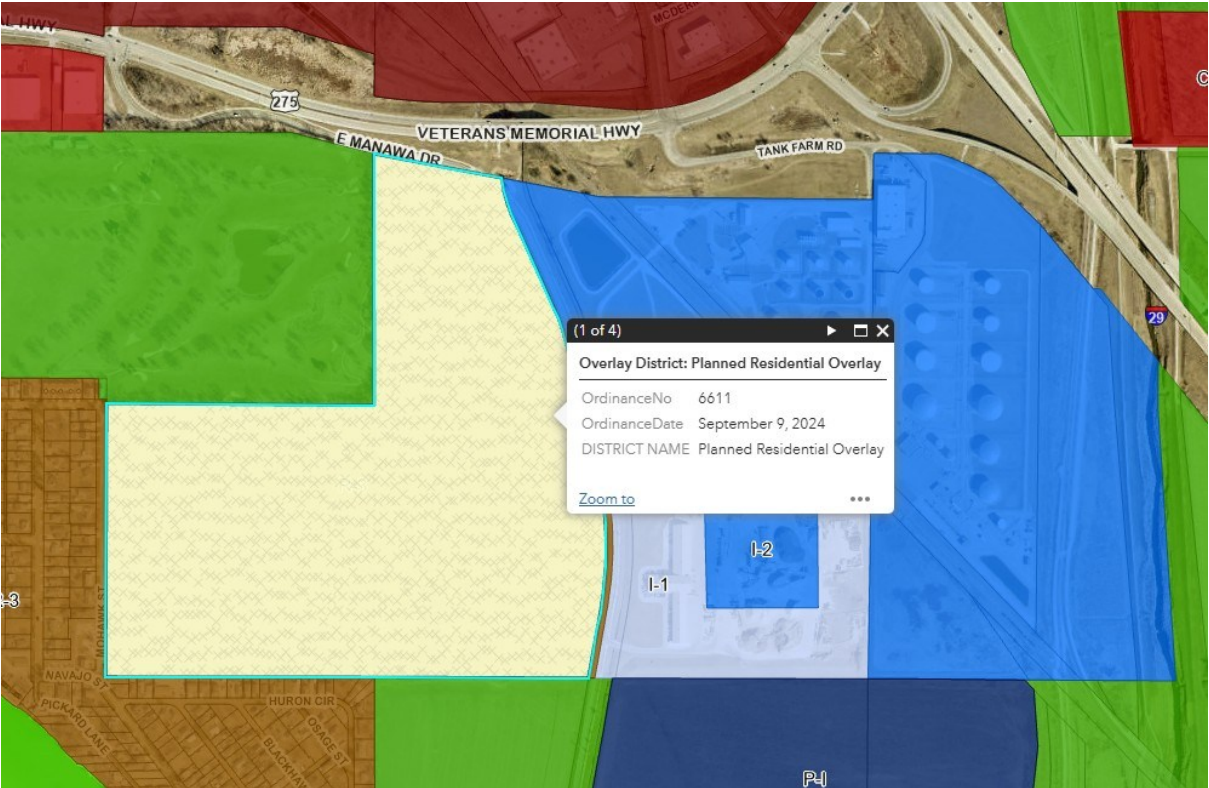 275
E MANAWA DR
VETERANS MEMORIAL HWY
TANK FARM RD
29
(1 of 4)
Overlay District: Planned Residential Overlay
OrdinanceNo 6611
OrdinanceDate September 9, 2024
DISTRICT NAME Planned Residential Overlay
Zoom to
I-2
I-1
-3
MOHAWK ST
NAVAJO ST
PICKARD LANE
HURON CIR
OSAGE ST
P-I